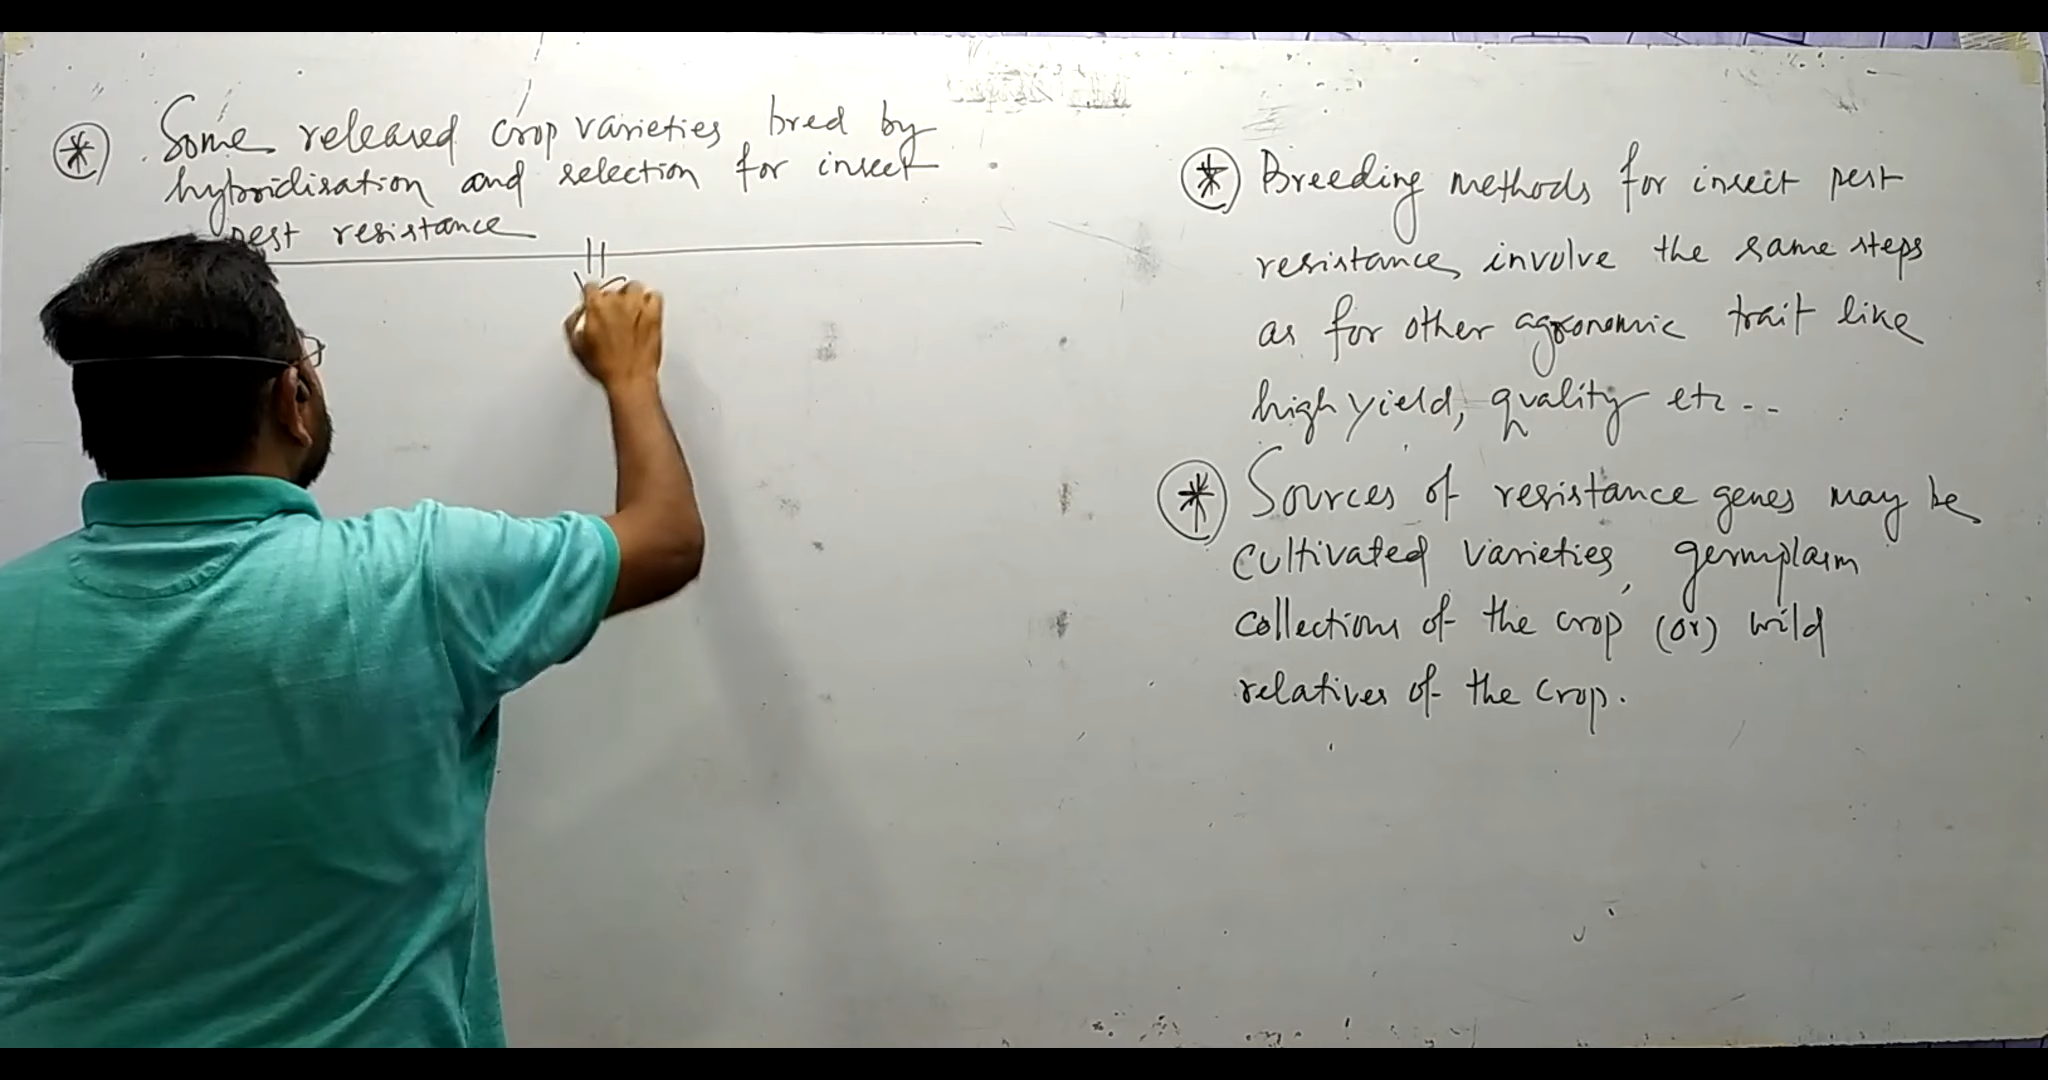 Some released crop varieties bred by
hybridisation and selection for insect
pest resistance
Breeding methods for insect pest
resistance, involve the same steps
as for other agronomic trait like
high yield, quality etc..
Sources of resistance genes may be
cultivated varieties, germplasm
collections of the crop (or) wild
relatives of the crop.